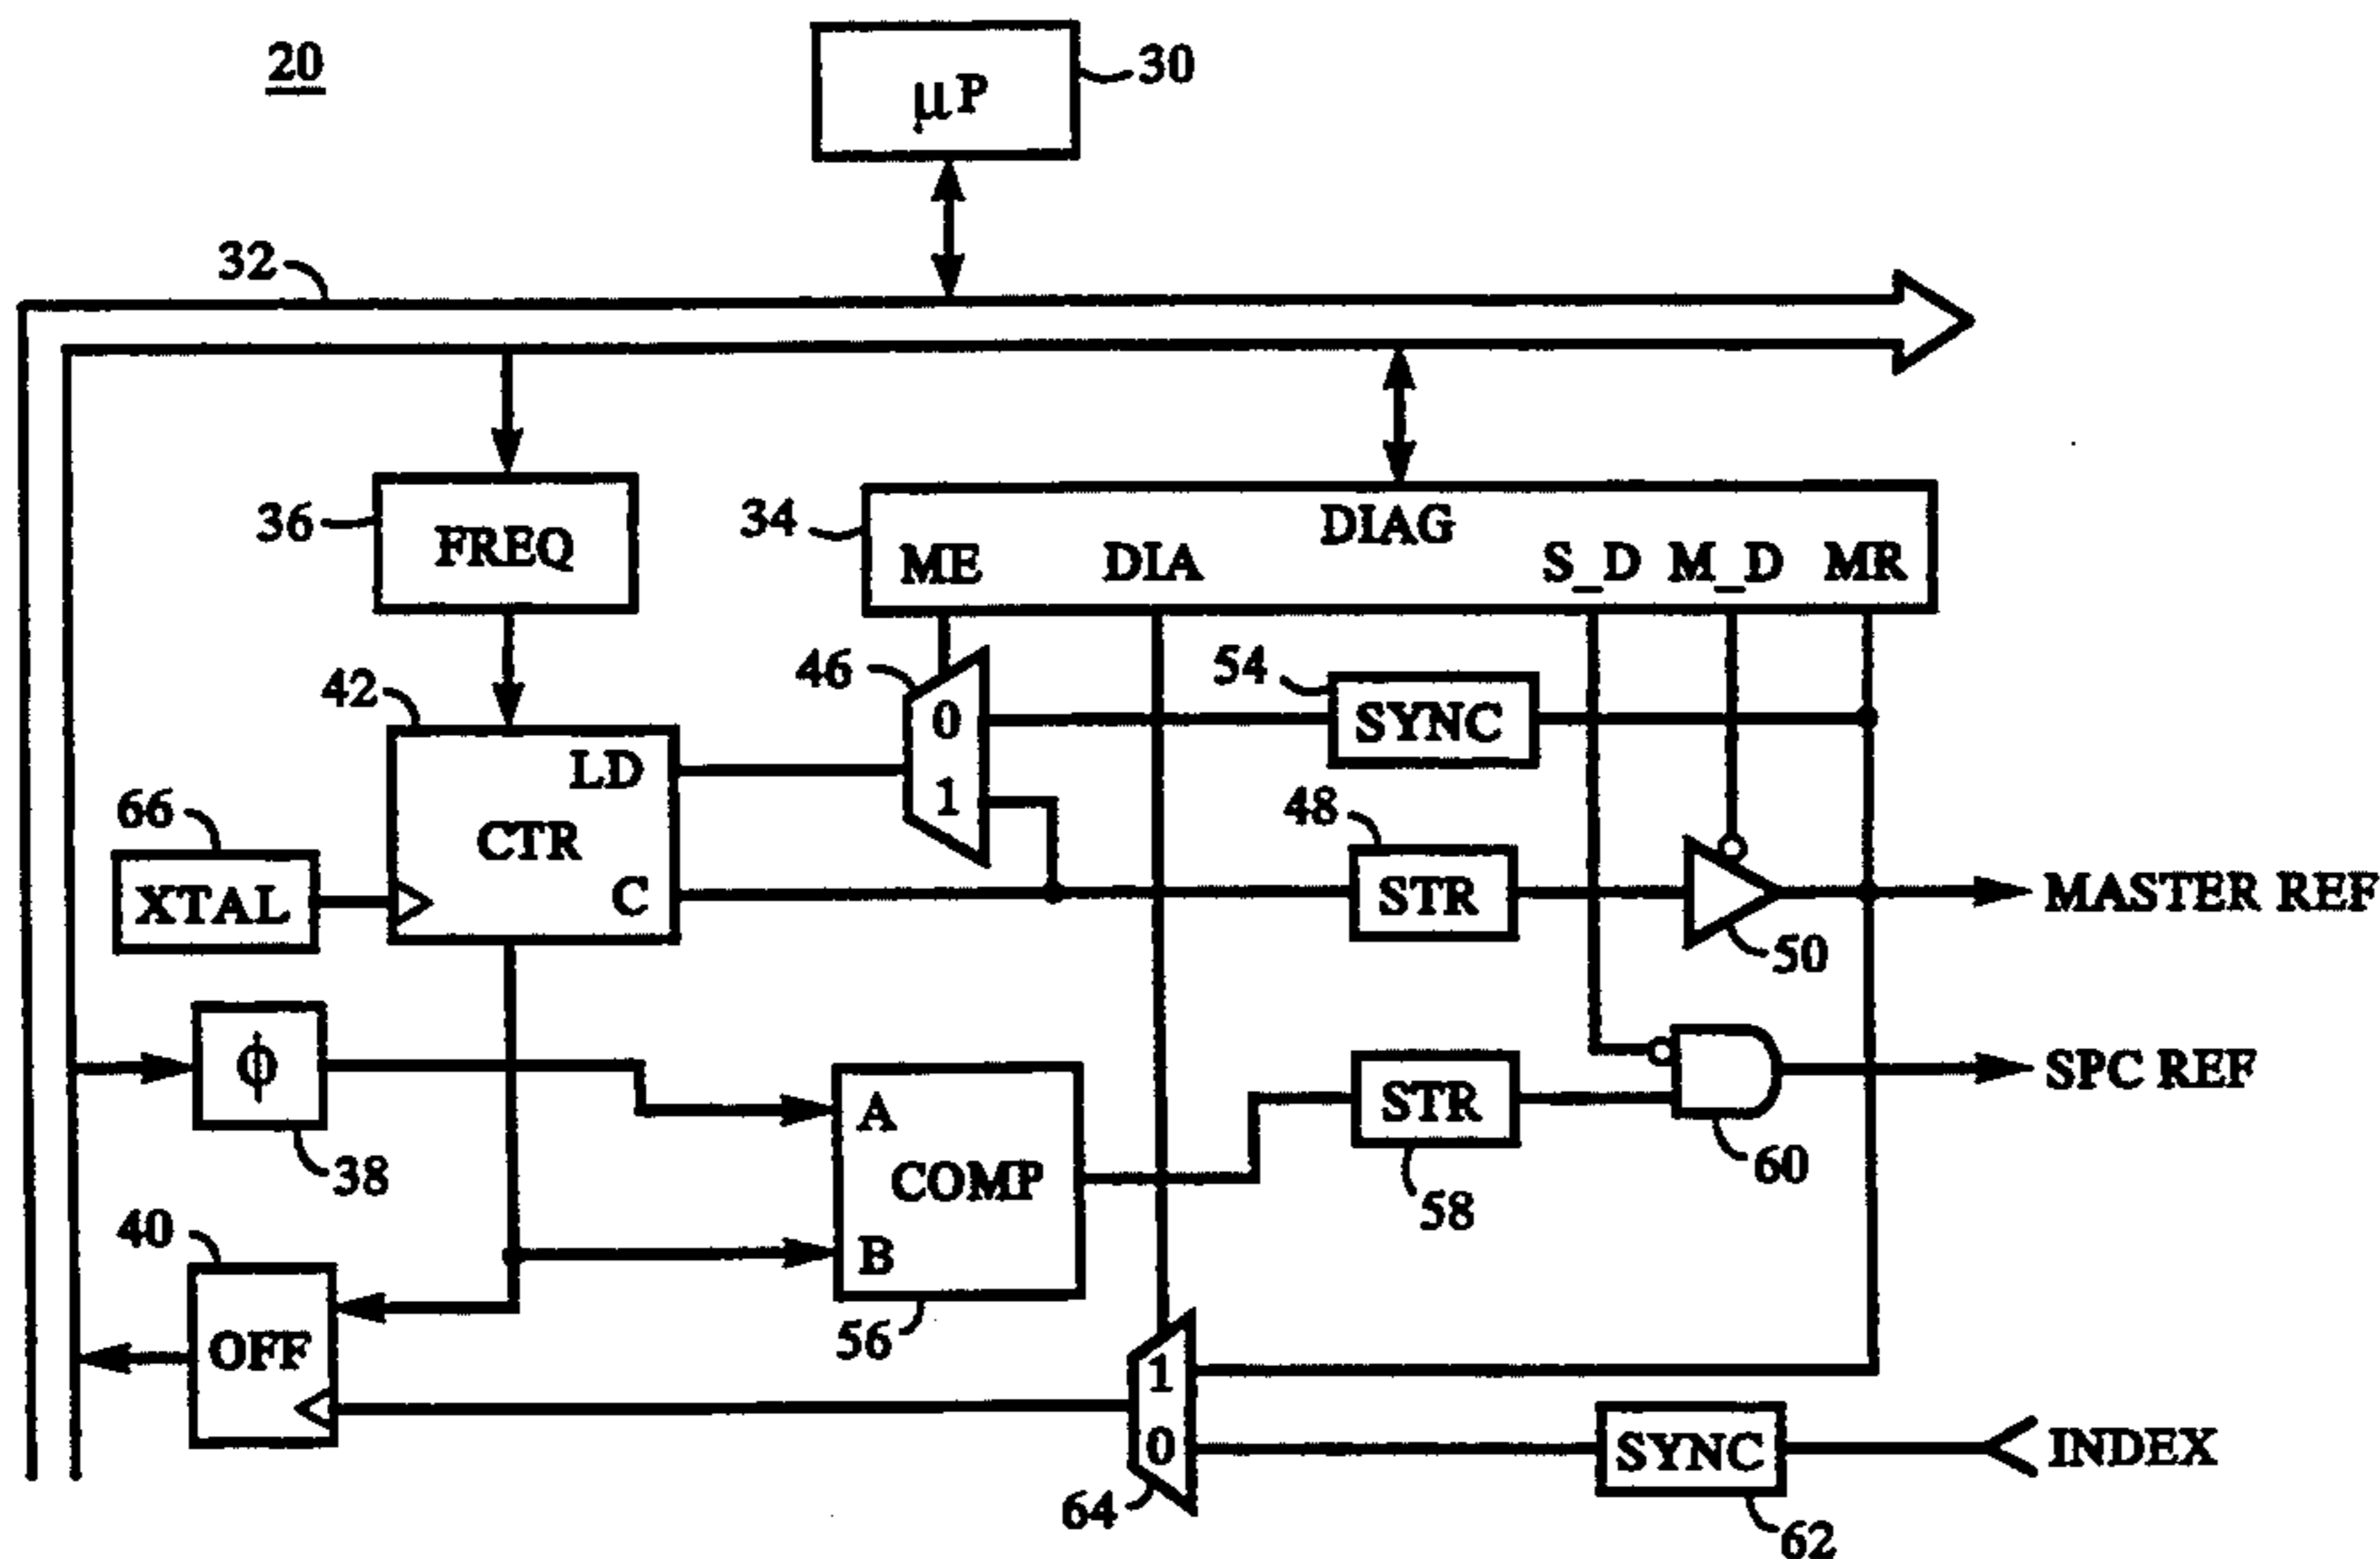 20
μP
30
32
36
FREQ
34
DIAG
ME DIA S_D M_D MR
42
46
54
0
SYNC
LD
1
66
48
CTR
XTAL
C
STR
MASTER REF
50
ϕ
38
A
STR
SPC REF
COMP
60
58
40
B
OFF
56
1
0
SYNC
INDEX
64
62